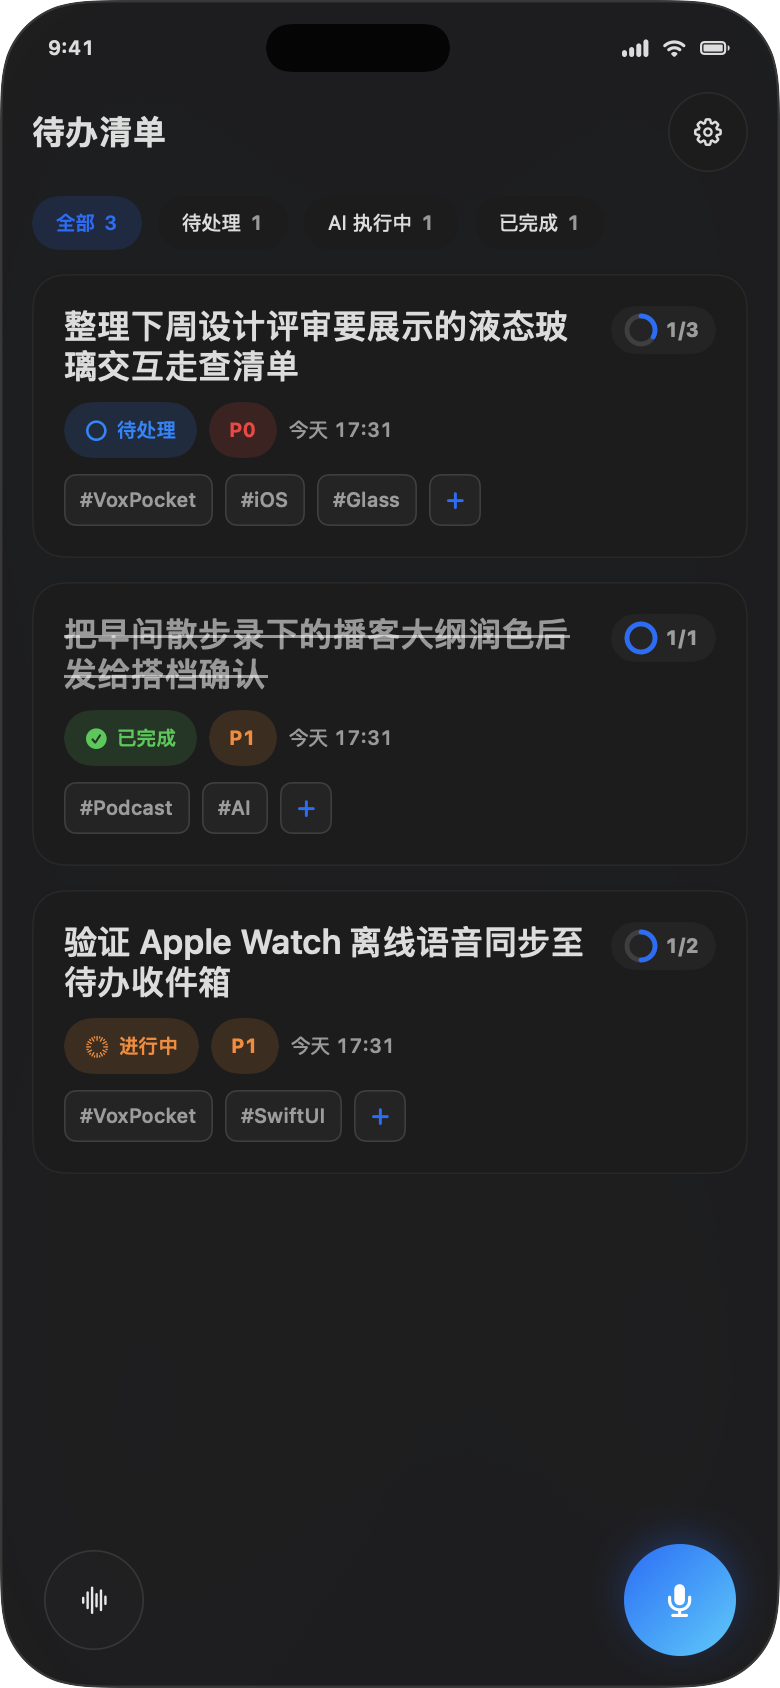 9:41
待办清单
全部 3 待处理 1 AI 执行中 1 已完成 1
整理下周设计评审要展示的液态玻
璃交互走查清单
1/3
待处理 P0 今天 17:31
#VoxPocket #iOS #Glass +
把早间散步录下的播客大纲润色后
发给搭档确认
1/1
已完成 P1 今天 17:31
#Podcast #AI +
验证 Apple Watch 离线语音同步至
待办收件箱
1/2
进行中 P1 今天 17:31
#VoxPocket #SwiftUI +